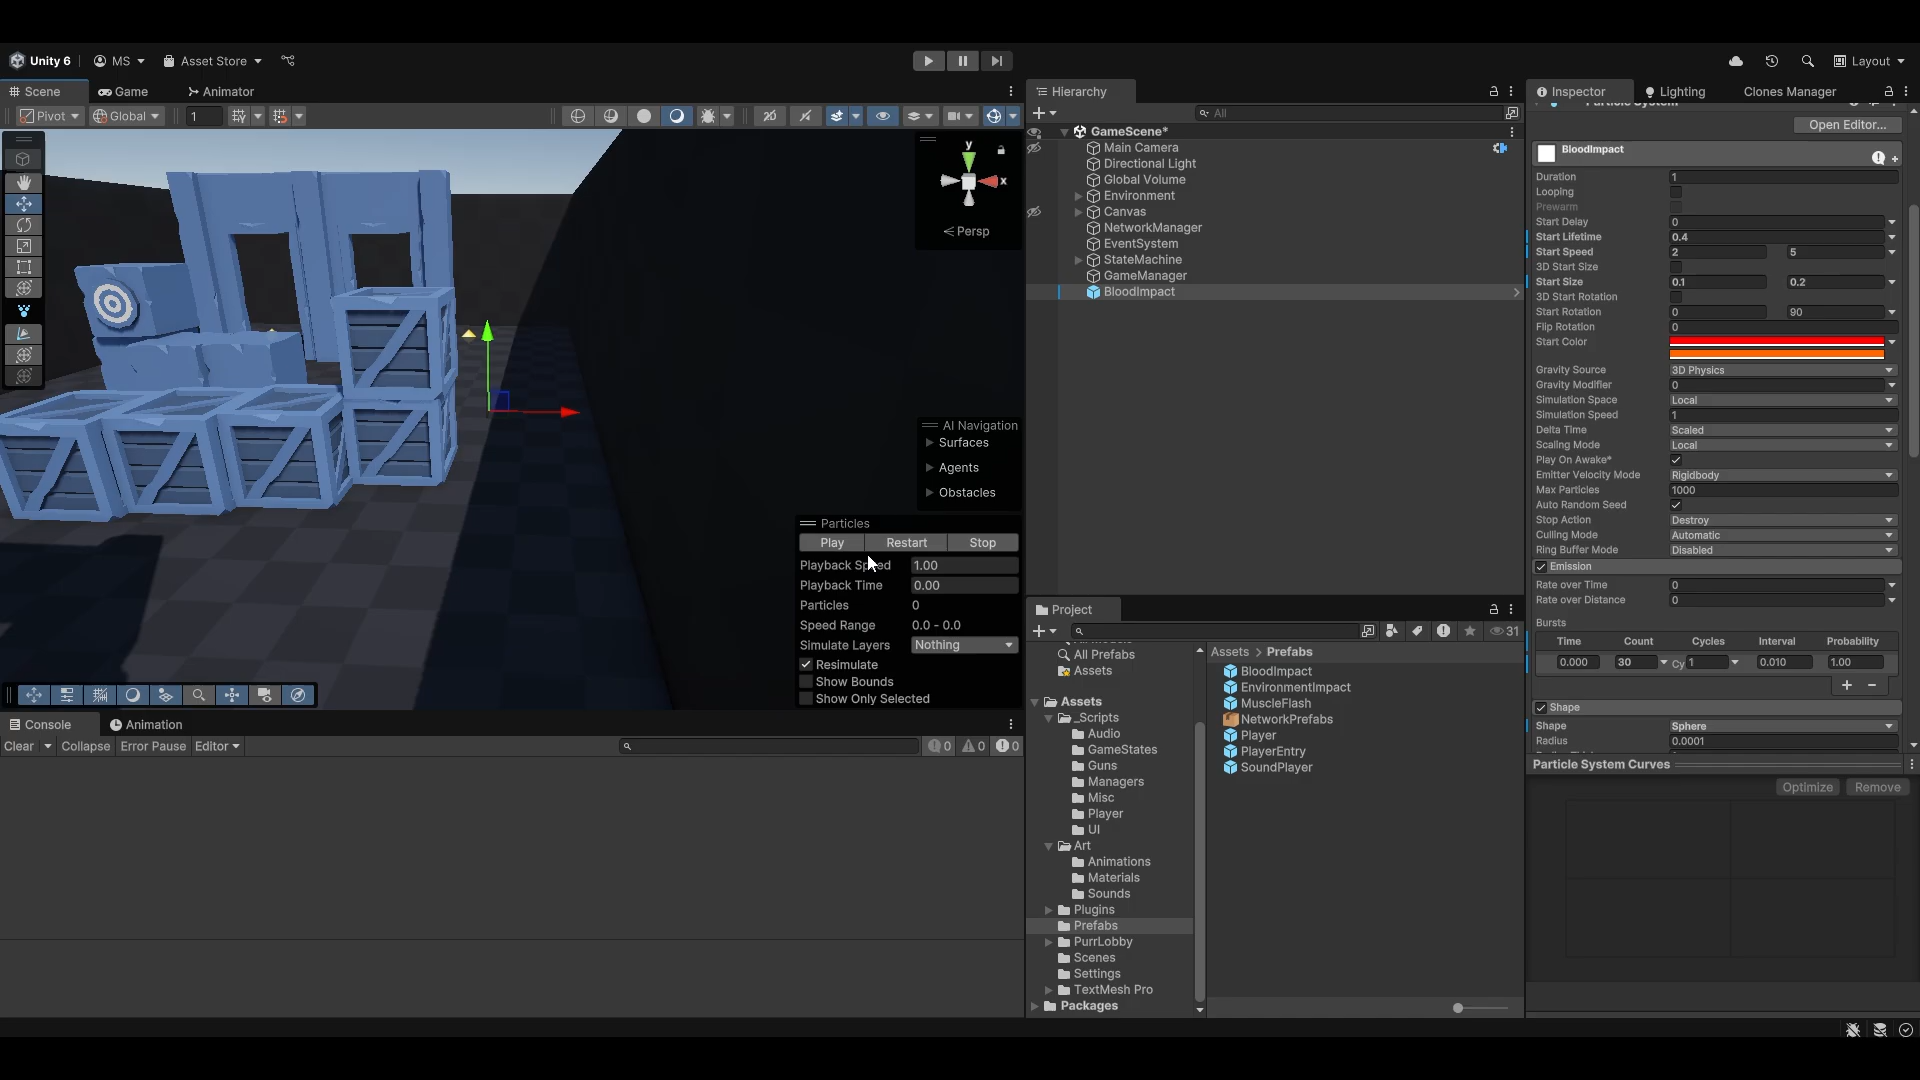 Unity 6 MS Asset Store Layout
Scene Game Animator
Pivot Global 1
y
x
Persp
AI Navigation
Surfaces
Agents
Obstacles
Particles
Play Restart Stop
Playback Speed 1.00
Playback Time 0.00
Particles 0
Speed Range 0.0 - 0.0
Simulate Layers Nothing
Resimulate
Show Bounds
Show Only Selected
Console Animation
Clear Collapse Error Pause Editor 0 0 0
Hierarchy
All
GameScene*
Main Camera
Directional Light
Global Volume
Environment
Canvas
NetworkManager
EventSystem
StateMachine
GameManager
BloodImpact
Project
31
All Prefabs
Assets
Assets
_Scripts
Audio
GameStates
Guns
Managers
Misc
Player
UI
Art
Animations
Materials
Sounds
Plugins
Prefabs
PurrLobby
Scenes
Settings
TextMesh Pro
Packages
Assets > Prefabs
BloodImpact
EnvironmentImpact
MuscleFlash
NetworkPrefabs
Player
PlayerEntry
SoundPlayer
Inspector Lighting Clones Manager
Open Editor...
BloodImpact
Duration 1
Looping
Prewarm
Start Delay 0
Start Lifetime 0.4
Start Speed 2 5
3D Start Size
Start Size 0.1 0.2
3D Start Rotation
Start Rotation 0 90
Flip Rotation 0
Start Color
Gravity Source 3D Physics
Gravity Modifier 0
Simulation Space Local
Simulation Speed 1
Delta Time Scaled
Scaling Mode Local
Play On Awake*
Emitter Velocity Mode Rigidbody
Max Particles 1000
Auto Random Seed
Stop Action Destroy
Culling Mode Automatic
Ring Buffer Mode Disabled
Emission
Rate over Time 0
Rate over Distance 0
Bursts
Time Count Cycles Interval Probability
0.000 30 Cy 1 0.010 1.00
Shape
Shape Sphere
Radius 0.0001
Particle System Curves
Optimize Remove